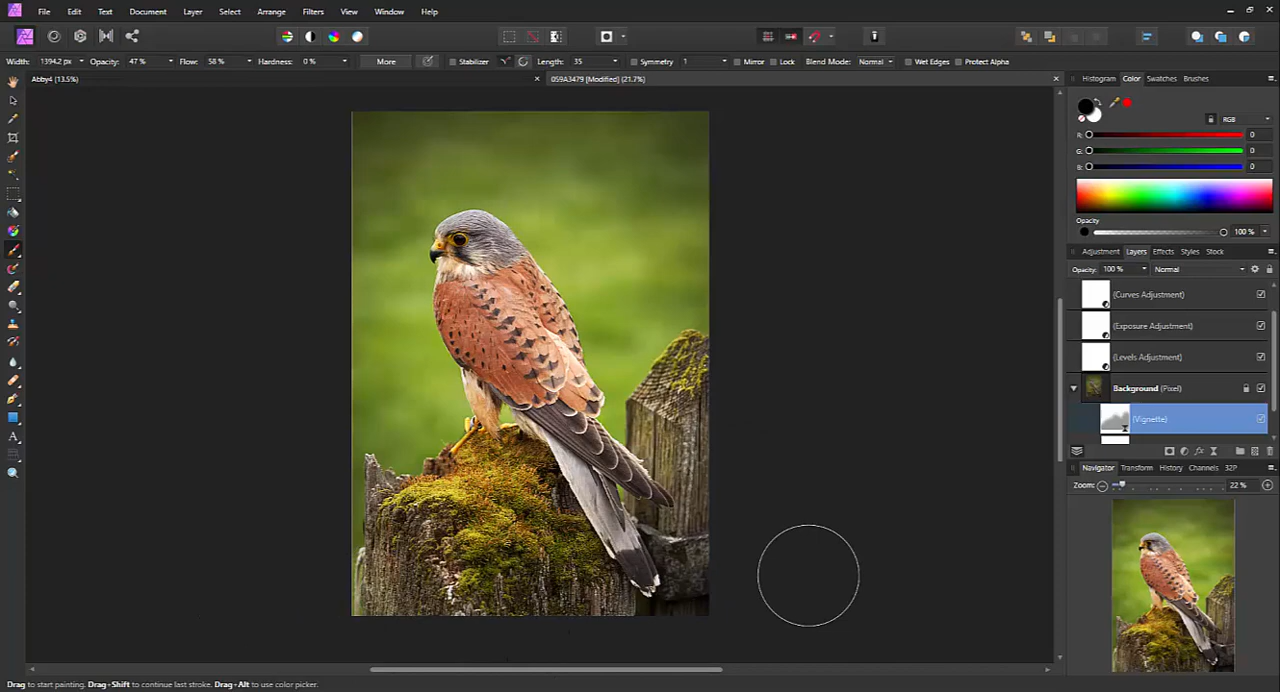 File Edit Text Document Layer Select Arrange Filters View Window Help
Width: 1394.2 px Opacity: 47 % Flow: 58 % Hardness: 0 % More Stabilizer Length: 35 Symmetry 1 Mirror Lock Blend Mode: Normal Wet Edges Protect Alpha
Abby4 (13.5%) 059A3479 [Modified] (21.7%)
Histogram Color Swatches Brushes
RGB
R: 0
G: 0
B: 0
Opacity
100 %
Adjustment Layers Effects Styles Stock
Opacity: 100 % Normal
(Curves Adjustment)
(Exposure Adjustment)
(Levels Adjustment)
Background (Pixel)
(Vignette)
Navigator Transform History Channels 32P
Zoom: 22 %
Drag to start painting. Drag+Shift to continue last stroke. Drag+Alt to use color picker.